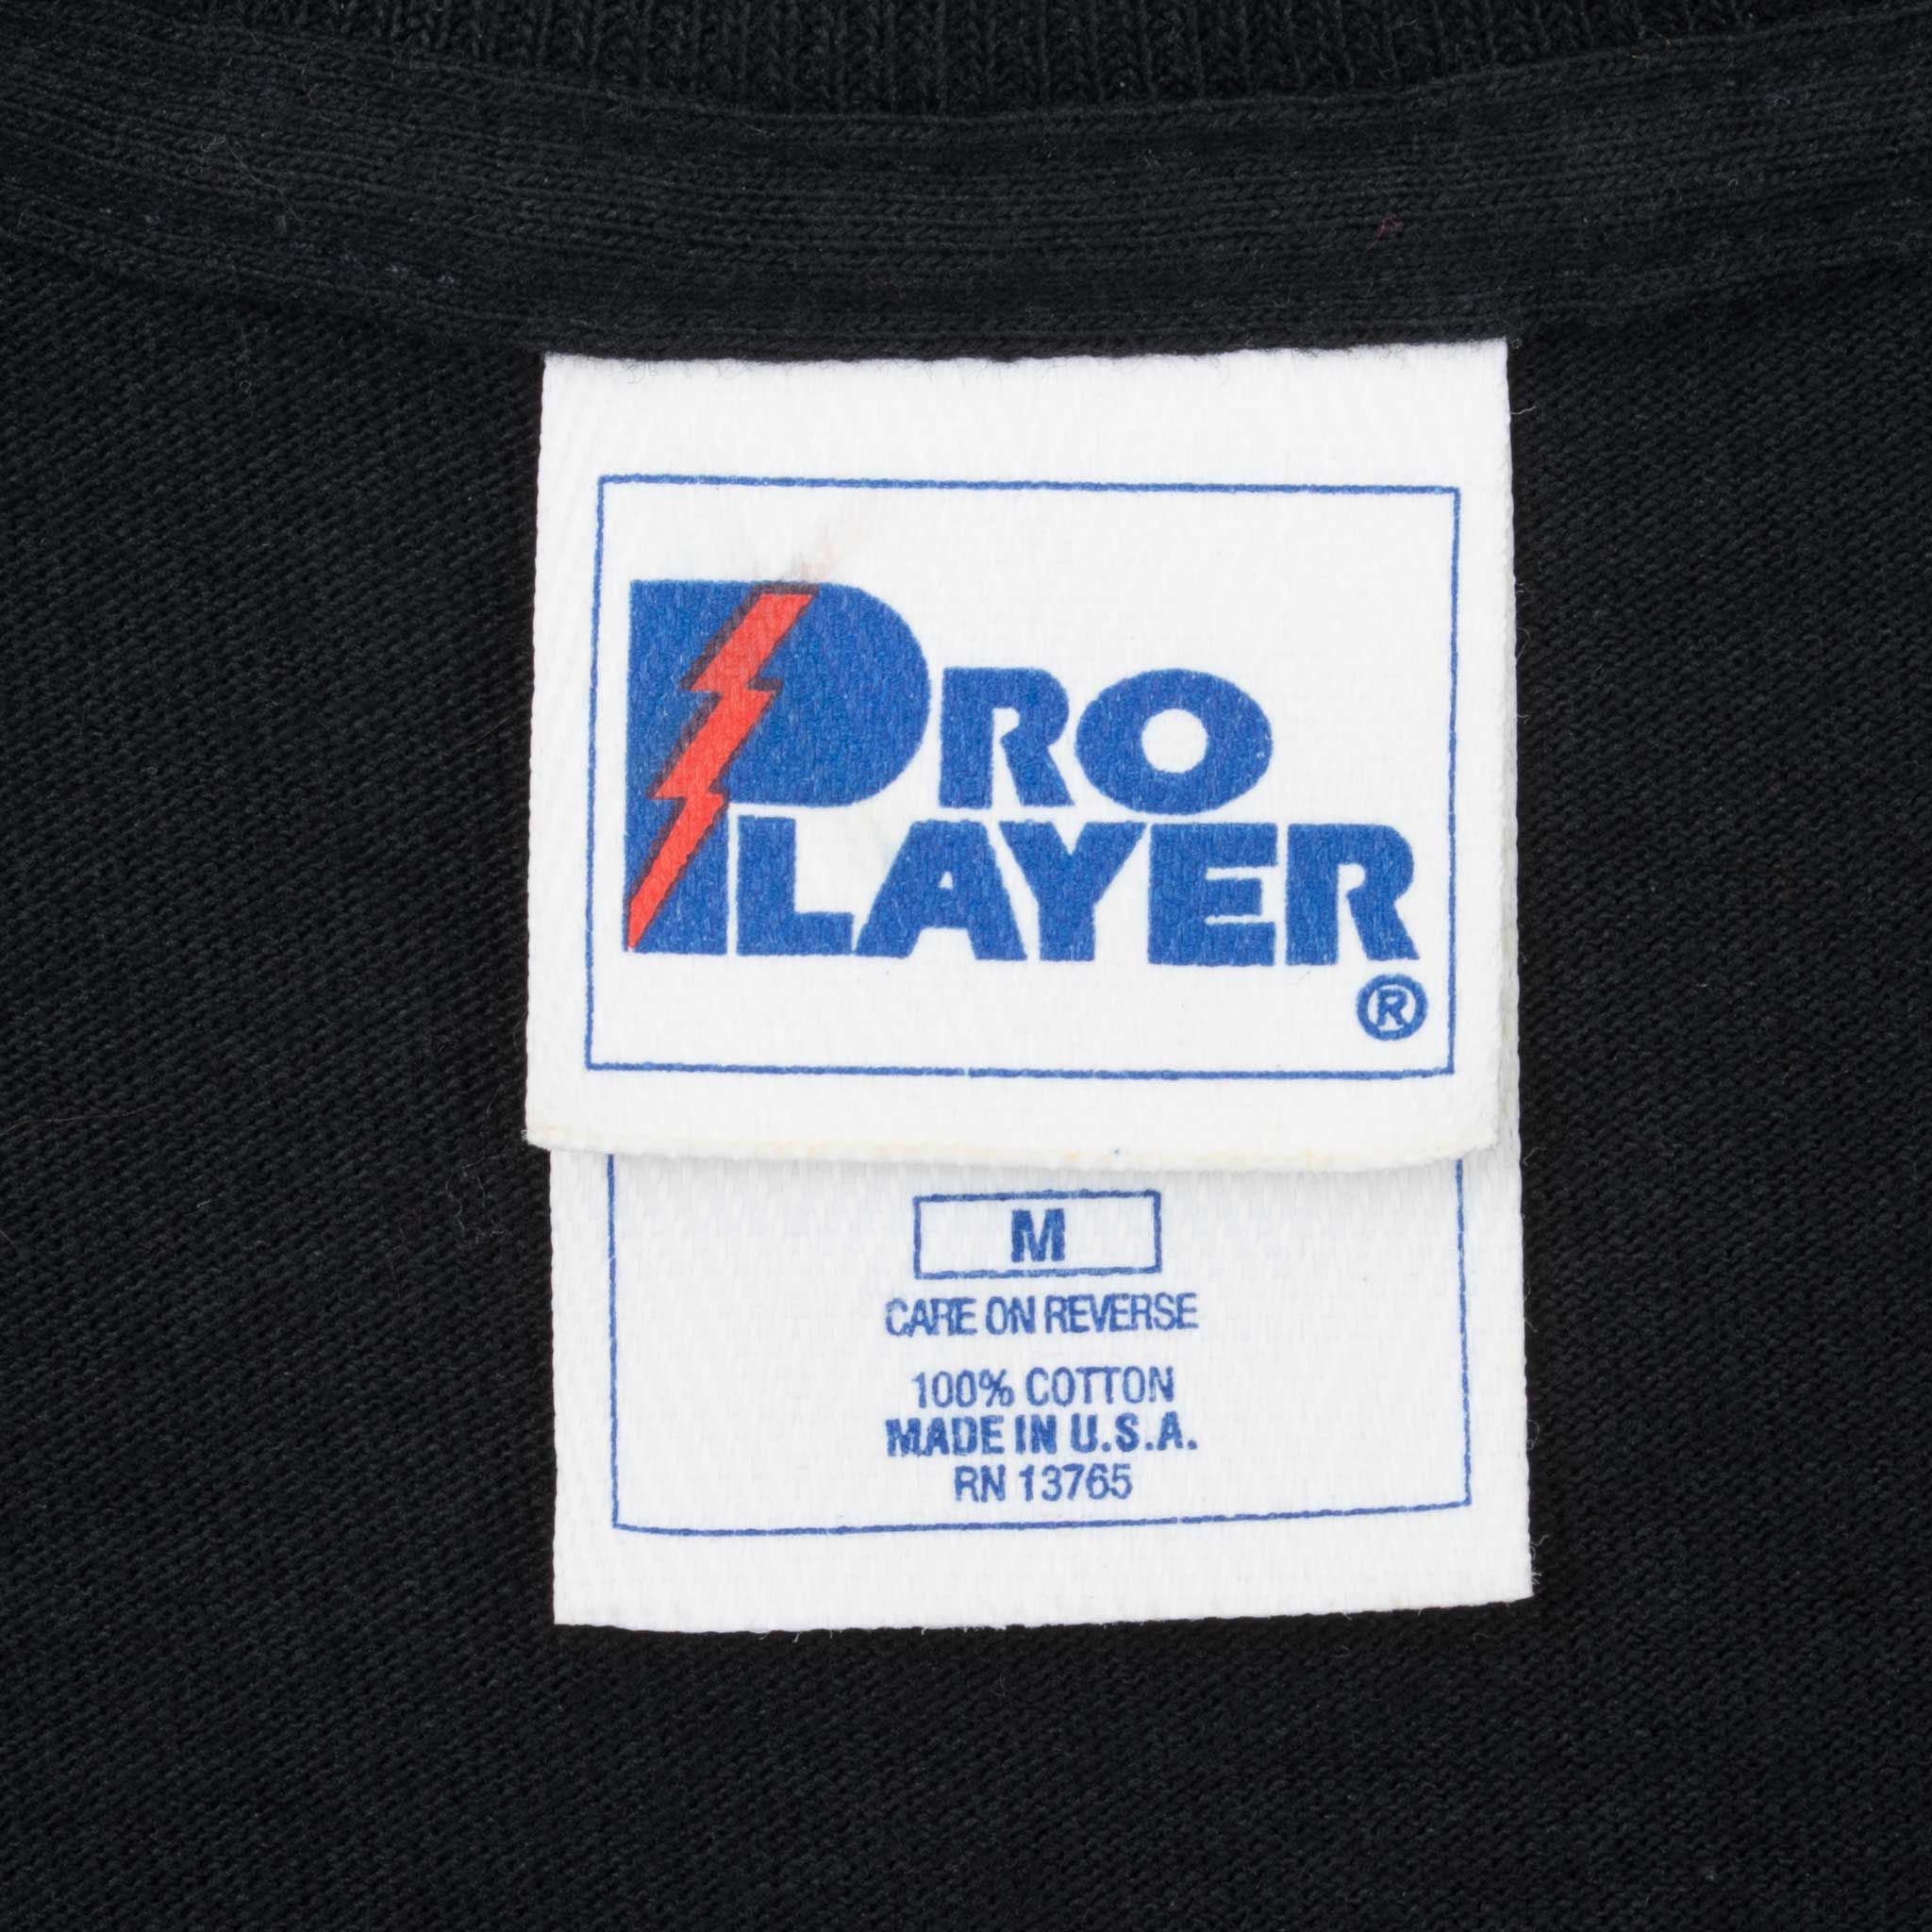 PRO
PLAYER
®
M
CARE ON REVERSE
100% COTTON
MADE IN U.S.A.
RN 13765